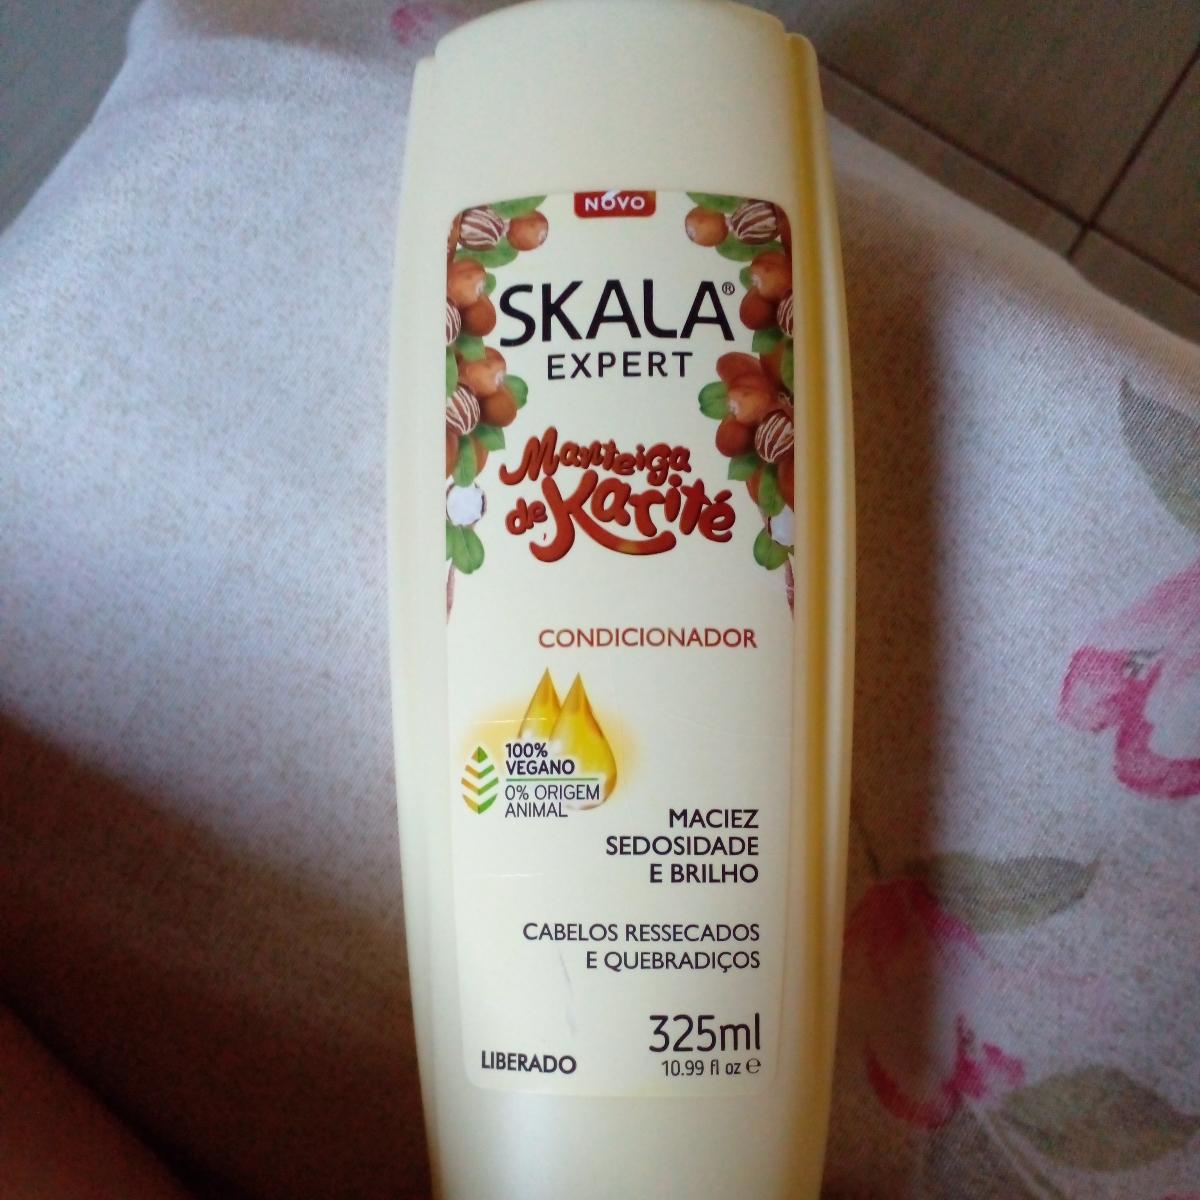 NOVO
SKALA®
EXPERT
Manteiga
de Karité
CONDICIONADOR
100%
VEGANO
0% ORIGEM
ANIMAL
MACIEZ
SEDOSIDADE
E BRILHO
CABELOS RESSECADOS
E QUEBRADIÇOS
325ml
LIBERADO
10.99 fl oz ℮